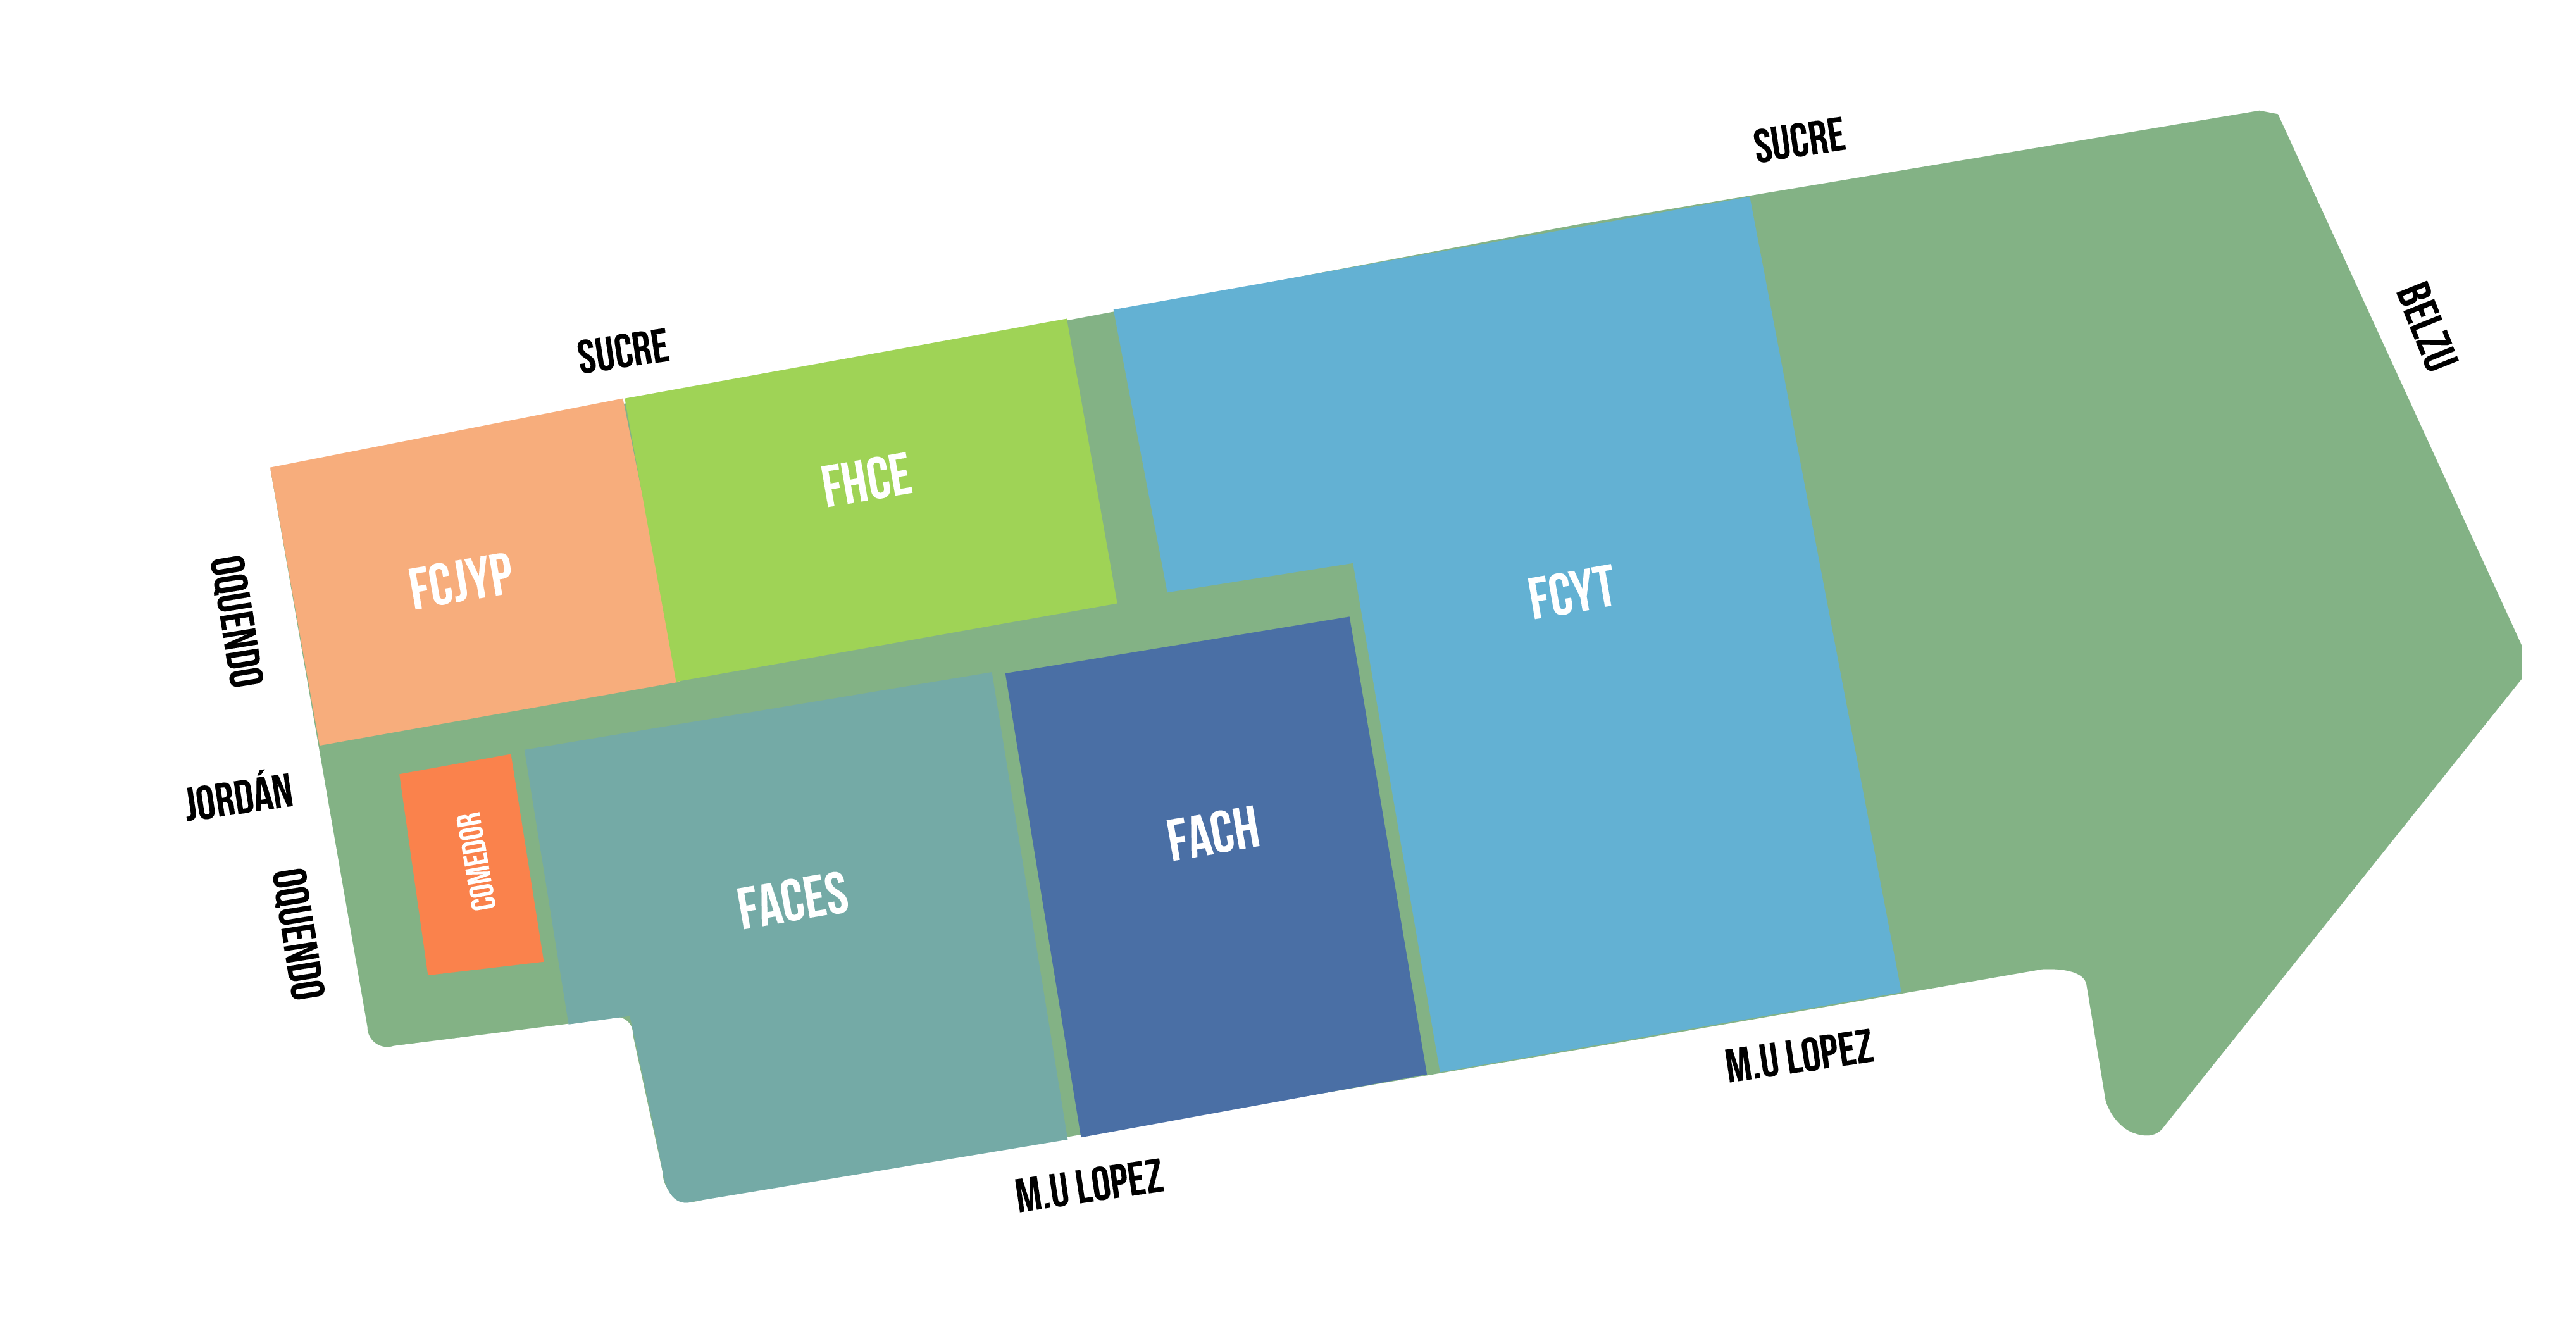 SUCRE
SUCRE
BELZU
FHCE
FCJYP
FCYT
OQUENDO
JORDÁN
COMEDOR
FACH
FACES
OQUENDO
M.U LOPEZ
M.U LOPEZ